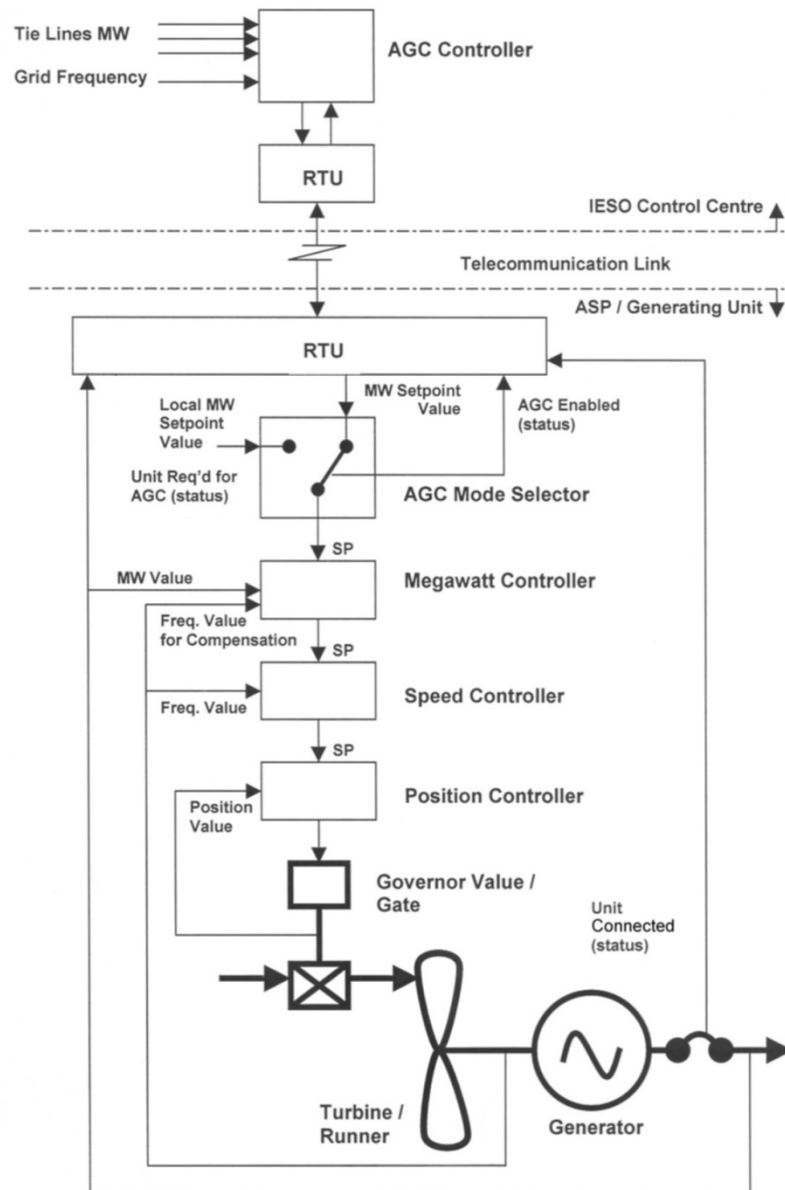 Tie Lines MW
AGC Controller
Grid Frequency
RTU
IESO Control Centre
Telecommunication Link
ASP / Generating Unit
RTU
MW Setpoint
Value
AGC Enabled
(status)
Local MW
Setpoint
Value
Unit Req'd for
AGC (status)
AGC Mode Selector
SP
MW Value
Megawatt Controller
Freq. Value
for Compensation
SP
Speed Controller
Freq. Value
SP
Position Controller
Position
Value
Governor Value /
Gate
Unit
Connected
(status)
Turbine /
Runner
Generator